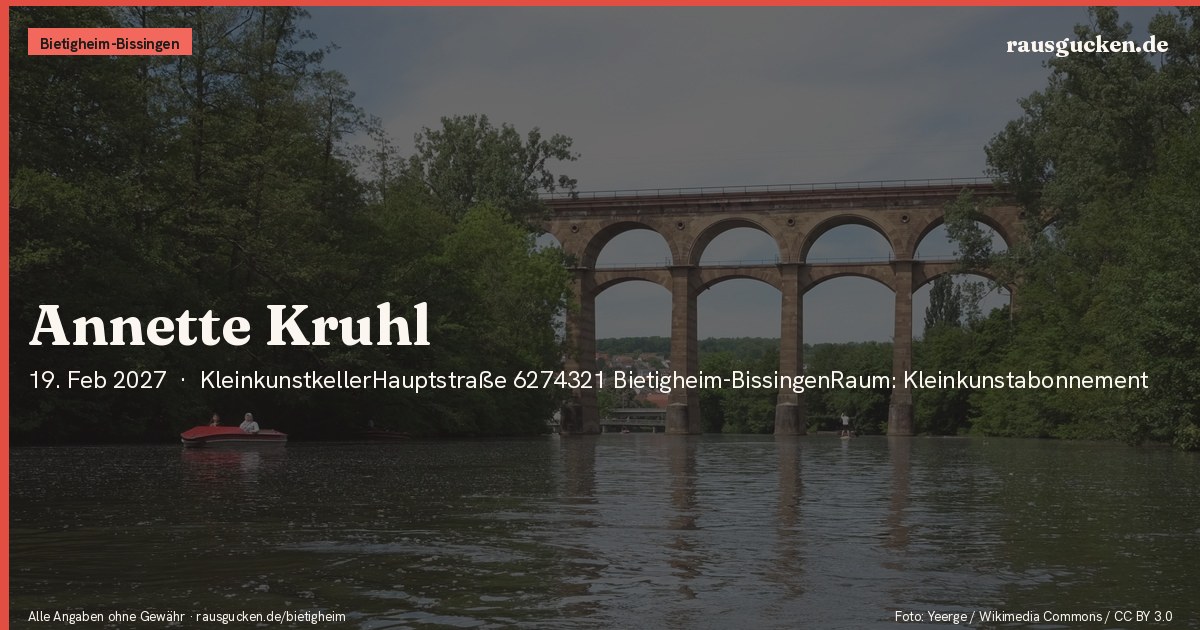 Bietigheim-Bissingen
rausgucken.de
Annette Kruhl
19. Feb 2027 · KleinkunstkellerHauptstraße 6274321 Bietigheim-BissingenRaum: Kleinkunstabonnement
Alle Angaben ohne Gewähr · rausgucken.de/bietigheim
Foto: Yeerge / Wikimedia Commons / CC BY 3.0